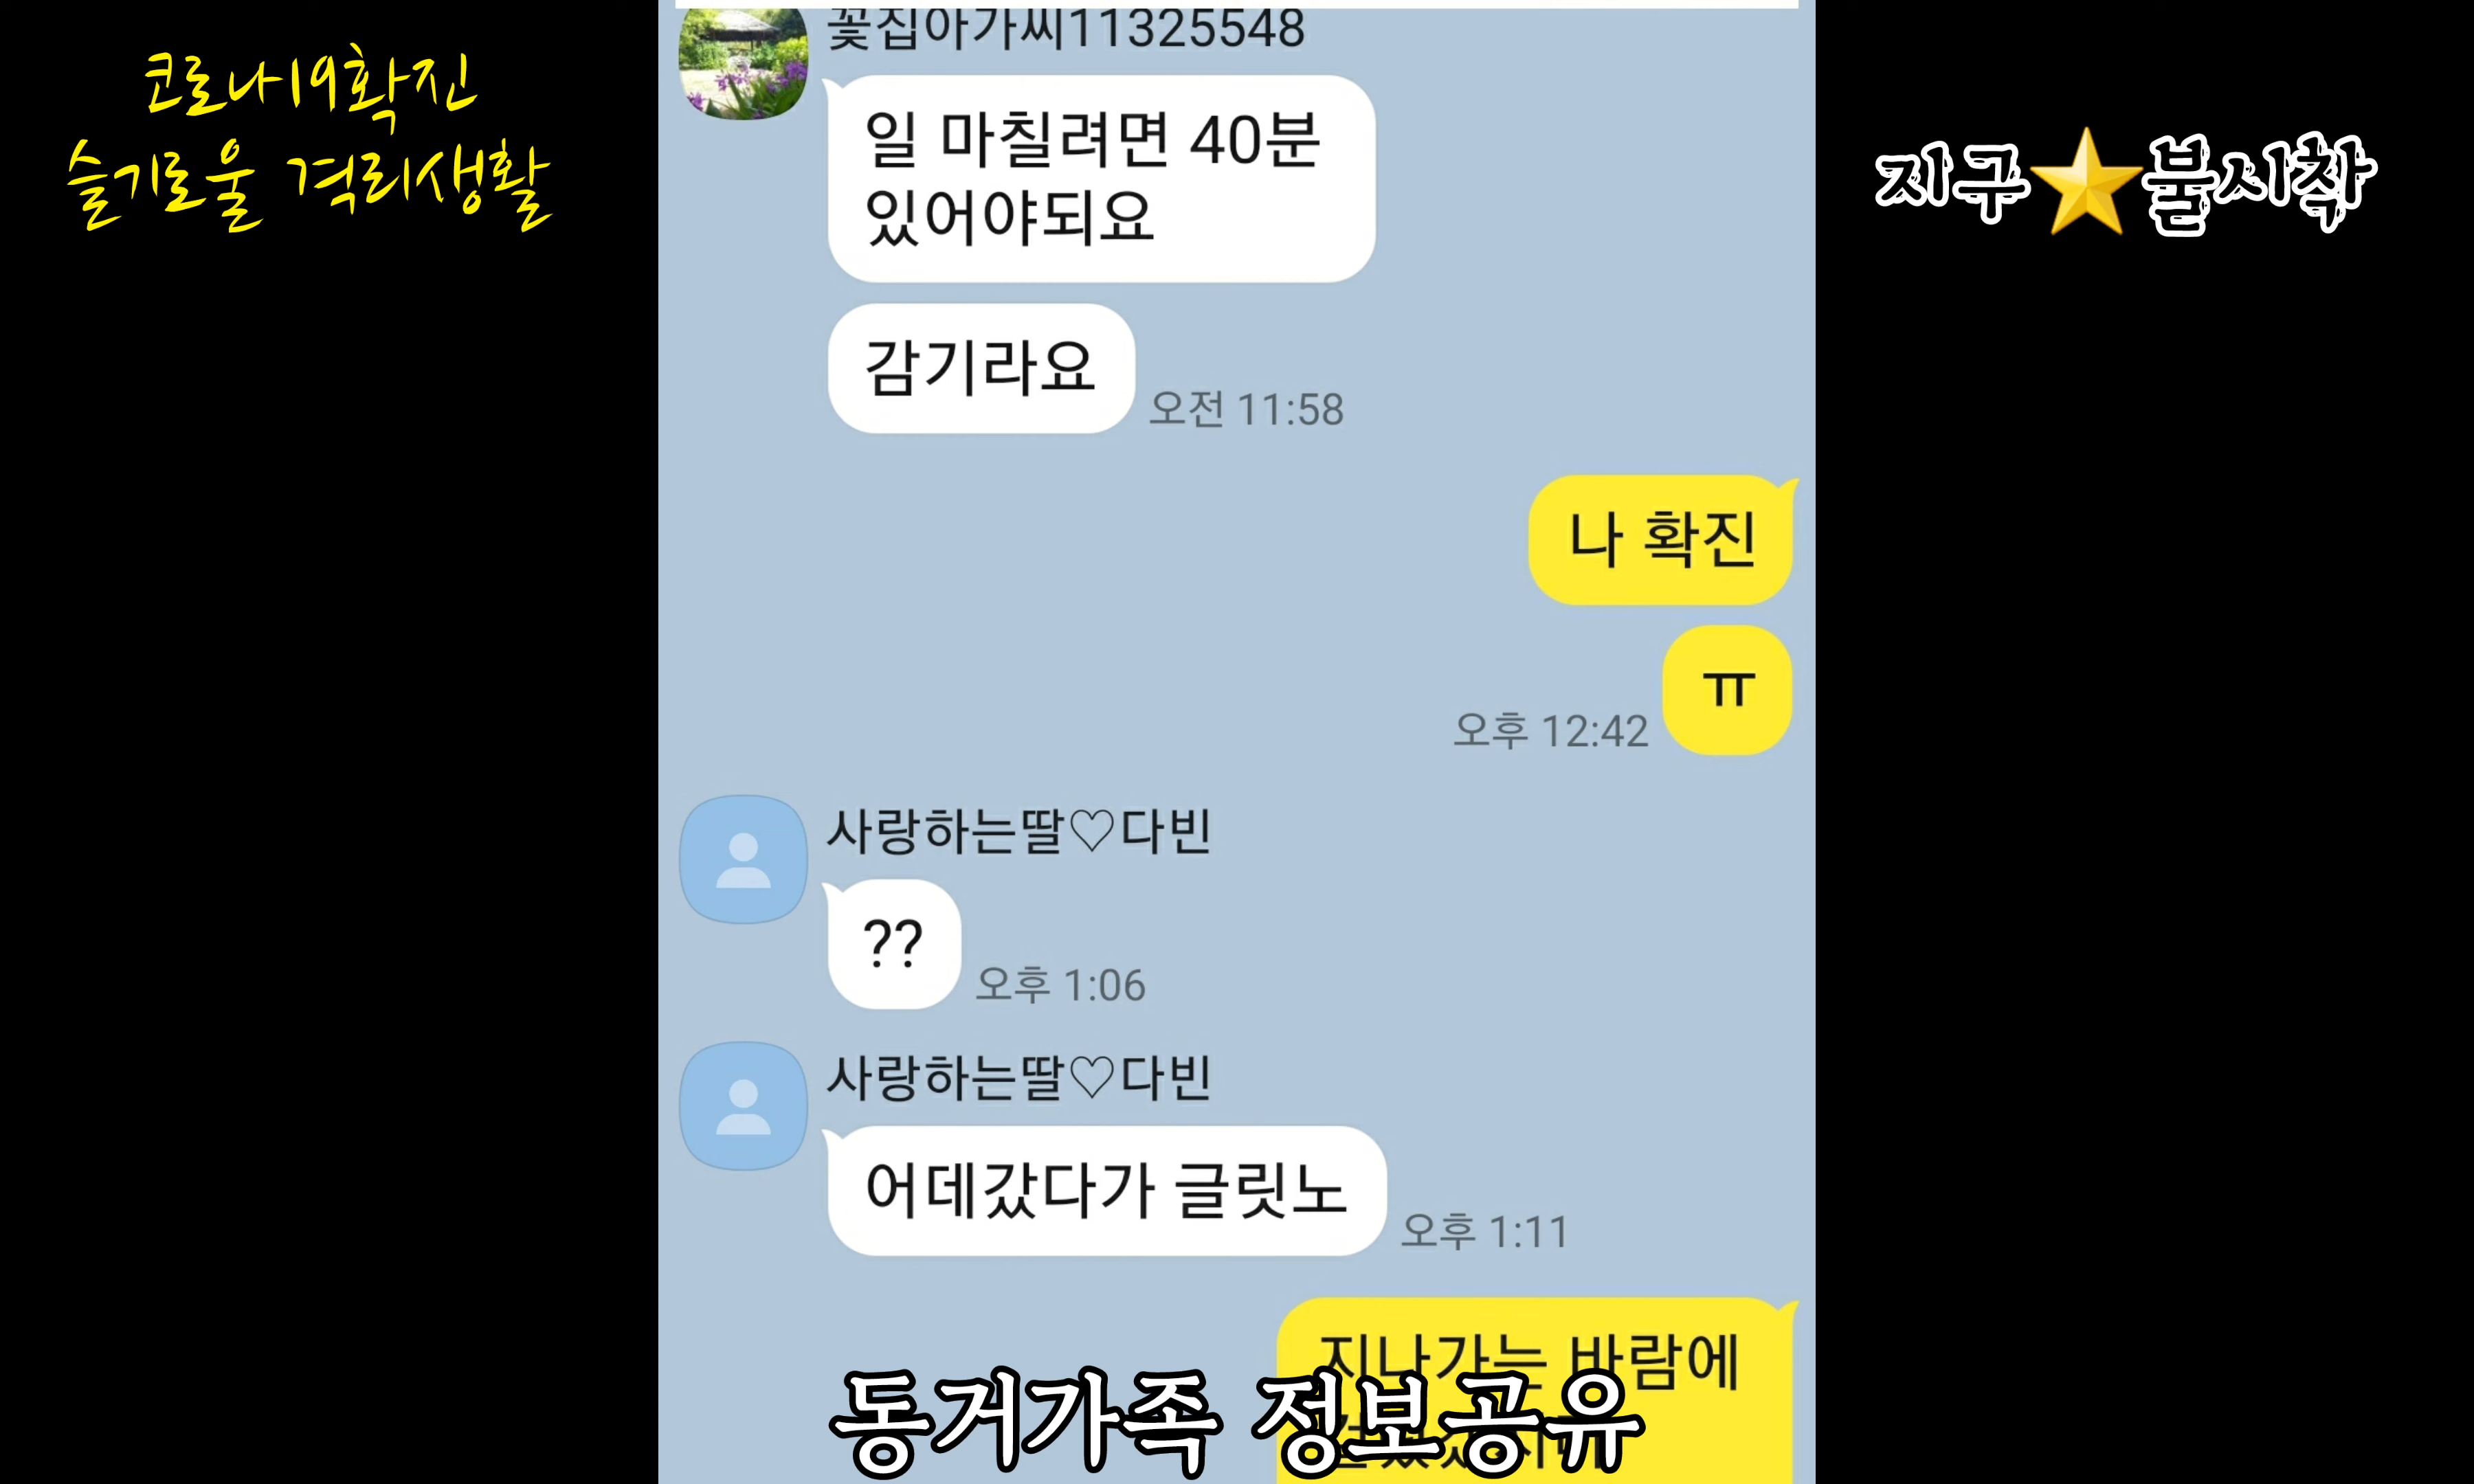 코로나19확진
슬기로울 격리생활
지구⭐불시착
꽃집아가씨11325548
일 마칠려면 40분
있어야되요
감기라요
오전 11:58
나 확진
ㅠ
오후 12:42
사랑하는딸♡다빈
??
오후 1:06
사랑하는딸♡다빈
어데갔다가 글릿노
오후 1:11
지나가는 바람에
동거가족 정보공유